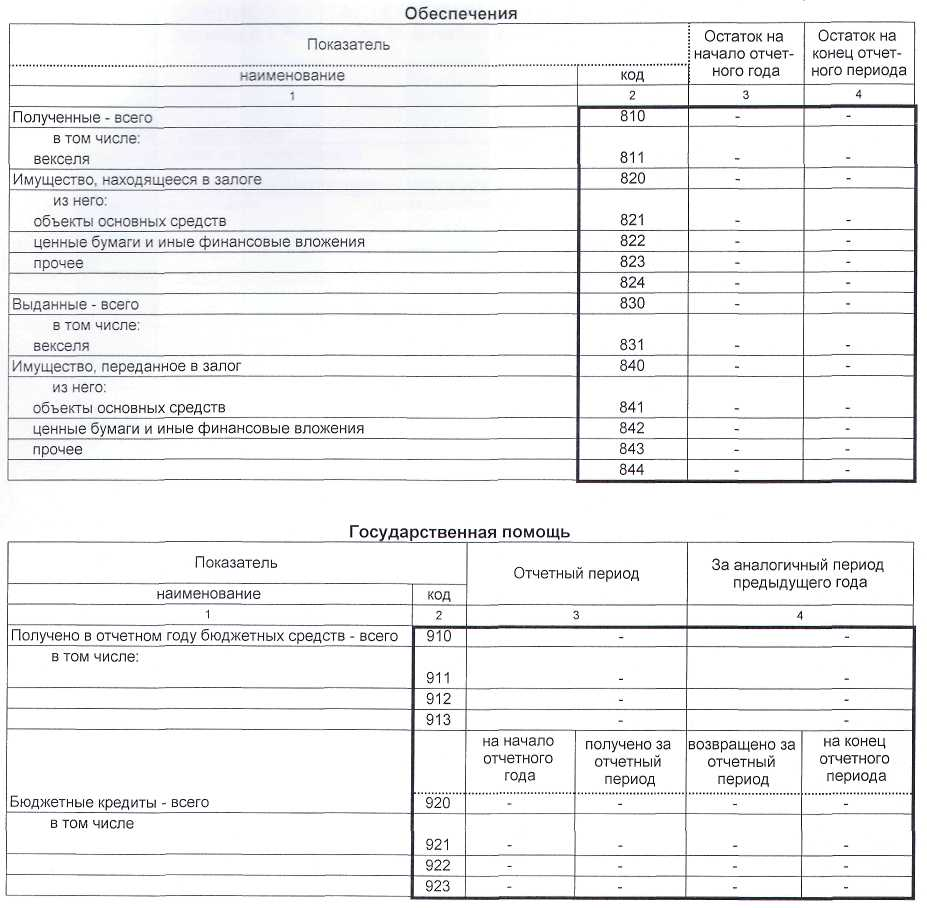 Обеспечения
Показатель
Остаток на начало отчет-ного года
Остаток на конец отчет-ного периода
наименование код
1 2 3 4
Полученные - всего 810 - -
в том числе:
векселя 811 - -
Имущество, находящееся в залоге 820 - -
из него:
объекты основных средств 821 - -
ценные бумаги и иные финансовые вложения 822 - -
прочее 823 - -
824 - -
Выданные - всего 830 - -
в том числе:
векселя 831 - -
Имущество, переданное в залог 840 - -
из него:
объекты основных средств 841 - -
ценные бумаги и иные финансовые вложения 842 - -
прочее 843 - -
844 - -
Государственная помощь
Показатель
Отчетный период
За аналогичный период
предыдущего года
наименование код
1 2 3 4
Получено в отчетном году бюджетных средств - всего 910 - -
в том числе:
911 - -
912 - -
913 - -
на начало отчетного года
получено за отчетный период
возвращено за отчетный период
на конец отчетного периода
Бюджетные кредиты - всего 920 - - - -
в том числе
921 - - - -
922 - - - -
923 - - - -